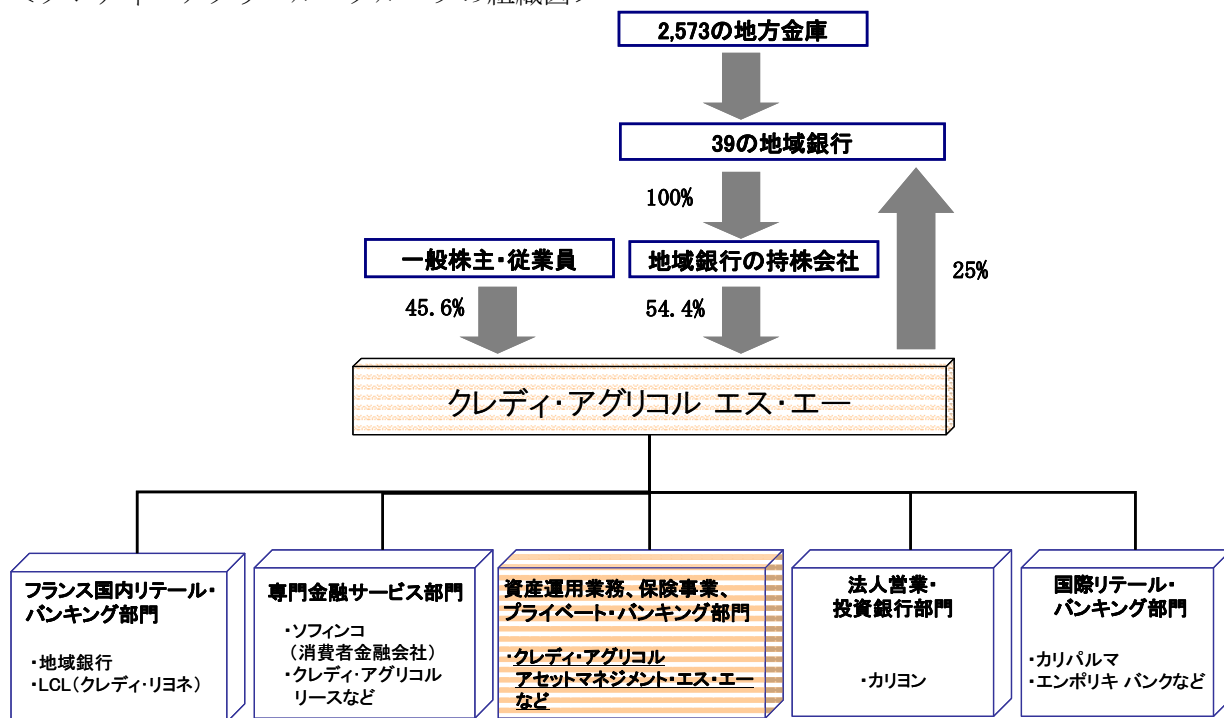 2,573の地方金庫
39の地域銀行
100%
一般株主・従業員
地域銀行の持株会社
25%
45.6%
54.4%
クレディ・アグリコル エス・エー
フランス国内リテール・
バンキング部門
・地域銀行
・LCL(クレディ・リヨネ)
専門金融サービス部門
・ソフィンコ
(消費者金融会社)
・クレディ・アグリコル
リースなど
資産運用業務、保険事業、
プライベート・バンキング部門
・クレディ・アグリコル
アセットマネジメント・エス・エー
など
法人営業・
投資銀行部門
・カリヨン
国際リテール・
バンキング部門
・カリパルマ
・エンポリキ バンクなど